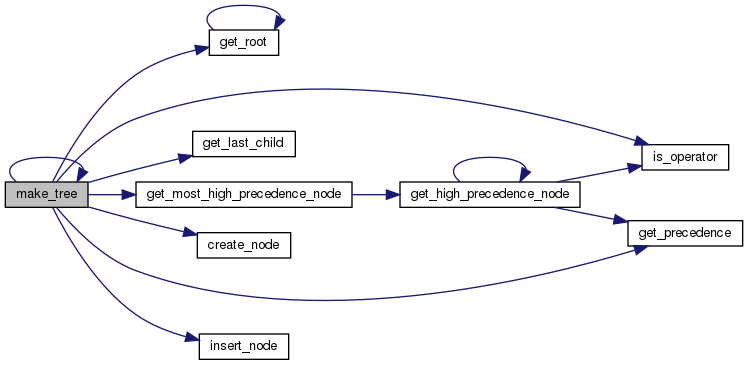 get_root
get_last_child
is_operator
make_tree
get_most_high_precedence_node
get_high_precedence_node
get_precedence
create_node
insert_node